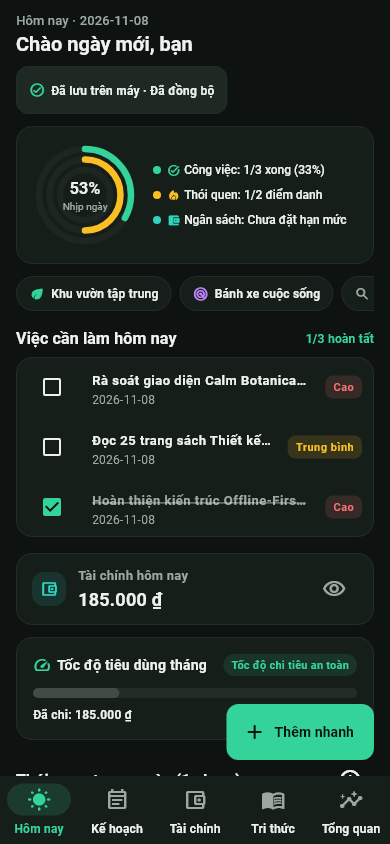 Hôm nay · 2026-11-08
Chào ngày mới, bạn
Đã lưu trên máy · Đã đồng bộ
53%
Nhịp ngày
Công việc: 1/3 xong (33%)
Thói quen: 1/2 điểm danh
Ngân sách: Chưa đặt hạn mức
Khu vườn tập trung
Bánh xe cuộc sống
Việc cần làm hôm nay
1/3 hoàn tất
Rà soát giao diện Calm Botanica...
Cao
2026-11-08
Đọc 25 trang sách Thiết kế...
Trung bình
2026-11-08
Hoàn thiện kiến trúc Offline-Firs...
Cao
2026-11-08
Tài chính hôm nay
185.000 ₫
Tốc độ tiêu dùng tháng
Tốc độ chi tiêu an toàn
Đã chi: 185.000 ₫
Thêm nhanh
Hôm nay
Kế hoạch
Tài chính
Tri thức
Tổng quan